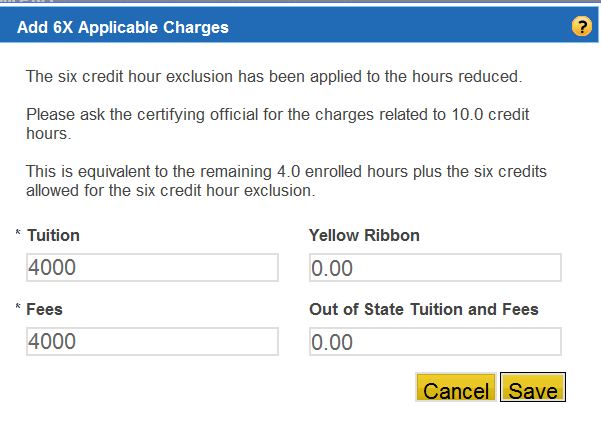 Add 6X Applicable Charges ?
The six credit hour exclusion has been applied to the hours reduced.
Please ask the certifying official for the charges related to 10.0 credit
hours.
This is equivalent to the remaining 4.0 enrolled hours plus the six credits
allowed for the six credit hour exclusion.
* Tuition Yellow Ribbon
4000 0.00
* Fees Out of State Tuition and Fees
4000 0.00
Cancel Save